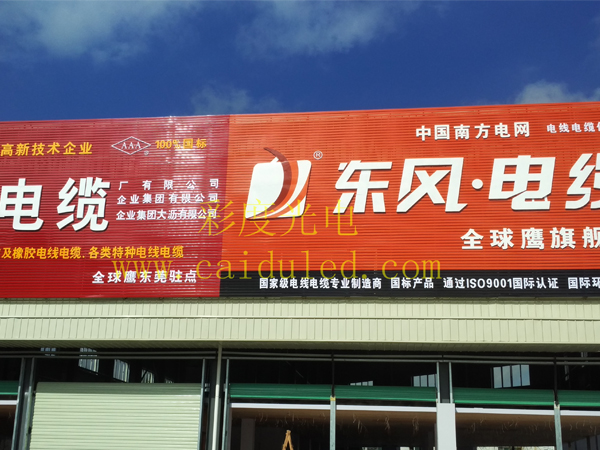 高新技术企业
AAA
100%国标
电缆
厂有限公司
企业集团有限公司
企业集团大沥有限公司
及橡胶电线电缆.各类特种电线电缆
全球鹰东莞驻点
中国南方电网
电线电缆
®
东风·电缆
全球鹰旗舰
国家级电线电缆专业制造商 国标产品 通过ISO9001国际认证 国际环
彩度光电
www.caiduled.com